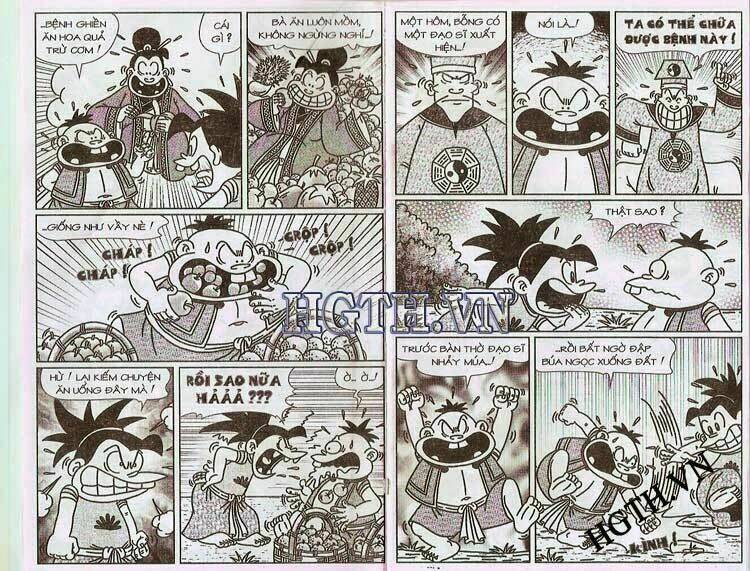 ..BỆNH GHIỀN
ĂN HOA QUẢ
TRỪ CƠM!
CÁI
GÌ?
BÀ ĂN LUÔN MỒM,
KHÔNG NGỪNG NGHỈ...
..GIỐNG NHƯ VẦY NÈ!
CHÁP!
CHÁP!
CRỘP!
CRỘP!
HỪ! LẠI KIẾM CHUYỆN
ĂN UỐNG ĐÂY MÀ!
RỒI SAO NỮA
HẢẢẢ???
Ờ... Ờ..!
MỘT HÔM, BỖNG CÓ
MỘT ĐẠO SĨ XUẤT
HIỆN..!
NÓI LÀ..!
TA CÓ THỂ CHỮA
ĐƯỢC BỆNH NÀY!
THẬT SAO?
TRƯỚC BÀN THỜ ĐẠO SĨ
NHẢY MÚA..!
..RỒI BẤT NGỜ ĐẬP
BÚA NGỌC XUỐNG ĐẤT!
KÌNH!
HGTH.VN
HGTH.VN